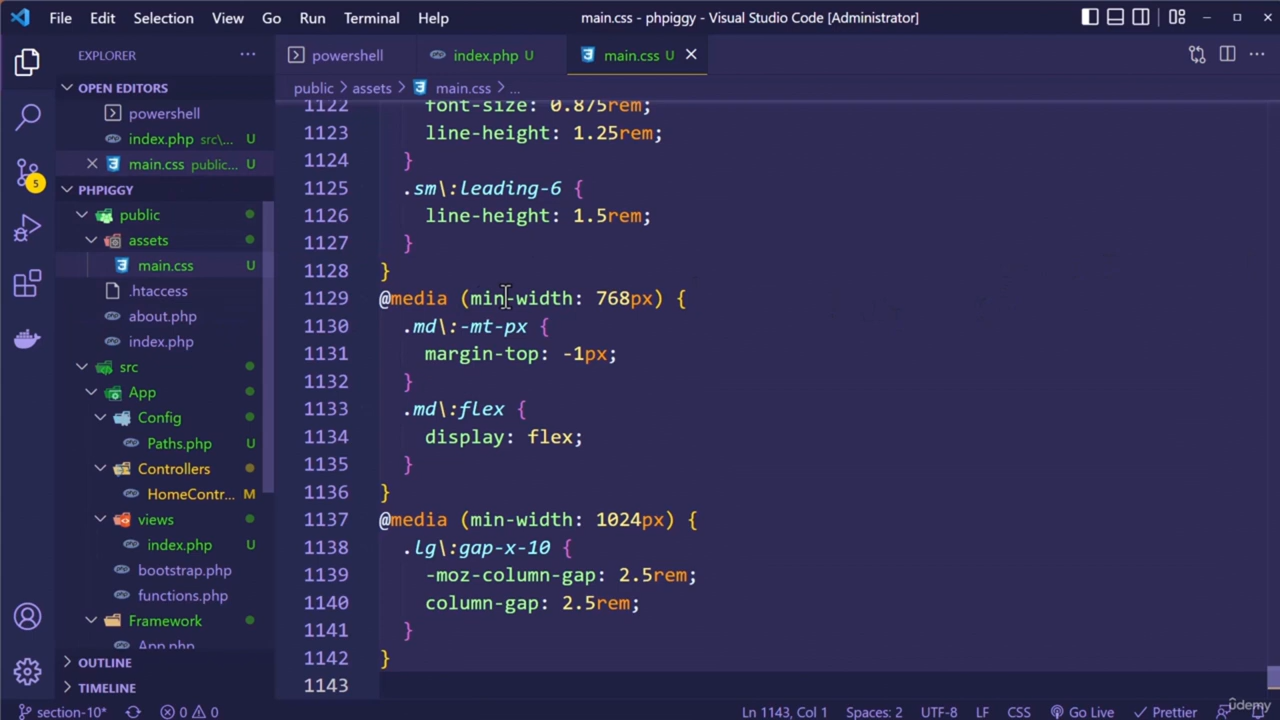 File Edit Selection View Go Run Terminal Help main.css - phpiggy - Visual Studio Code [Administrator]
EXPLORER ... powershell index.php U main.css U
public > assets > main.css > ...
OPEN EDITORS
powershell
index.php src\... U
main.css public... U
PHPIGGY
public
assets
main.css U
.htaccess
about.php
index.php
src
App
Config
Paths.php U
Controllers
HomeContr... M
views
index.php U
bootstrap.php
functions.php
Framework
App.php
OUTLINE
TIMELINE
5
1122 font-size: 0.875rem;
1123 line-height: 1.25rem;
1124 }
1125 .sm\:leading-6 {
1126 line-height: 1.5rem;
1127 }
1128 }
1129 @media (min-width: 768px) {
1130 .md\:-mt-px {
1131 margin-top: -1px;
1132 }
1133 .md\:flex {
1134 display: flex;
1135 }
1136 }
1137 @media (min-width: 1024px) {
1138 .lg\:gap-x-10 {
1139 -moz-column-gap: 2.5rem;
1140 column-gap: 2.5rem;
1141 }
1142 }
1143
section-10* 0 0 Ln 1143, Col 1 Spaces: 2 UTF-8 LF CSS Go Live Prettier
udemy